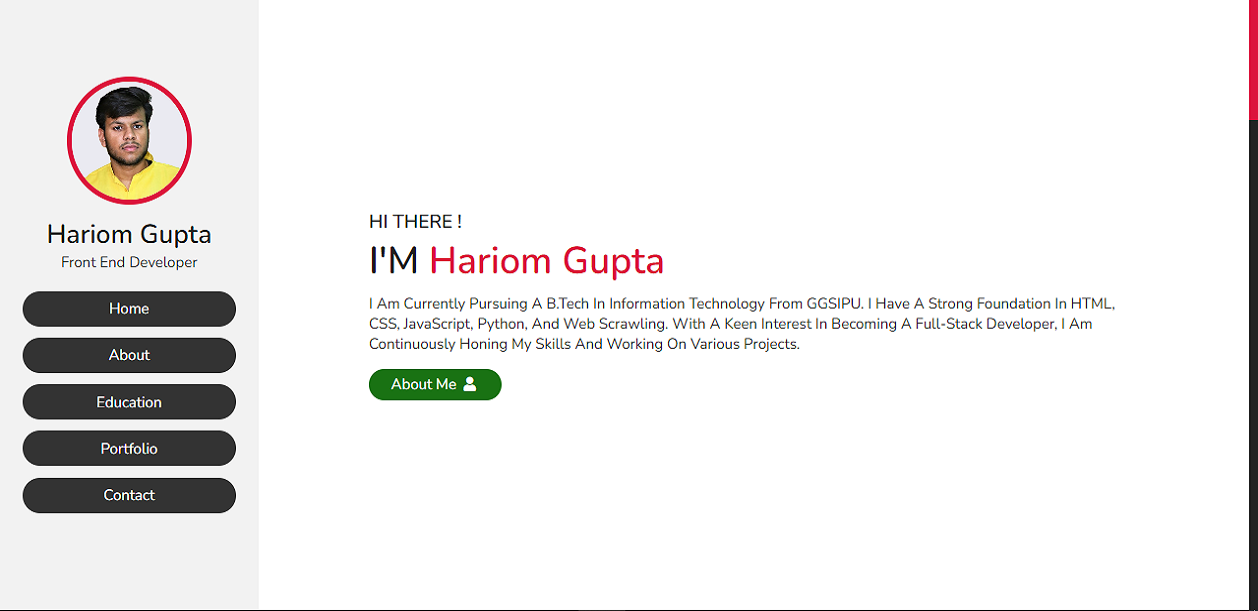 Hariom Gupta
Front End Developer
Home
About
Education
Portfolio
Contact
HI THERE !
I'M Hariom Gupta
I Am Currently Pursuing A B.Tech In Information Technology From GGSIPU. I Have A Strong Foundation In HTML,
CSS, JavaScript, Python, And Web Scrawling. With A Keen Interest In Becoming A Full-Stack Developer, I Am
Continuously Honing My Skills And Working On Various Projects.
About Me